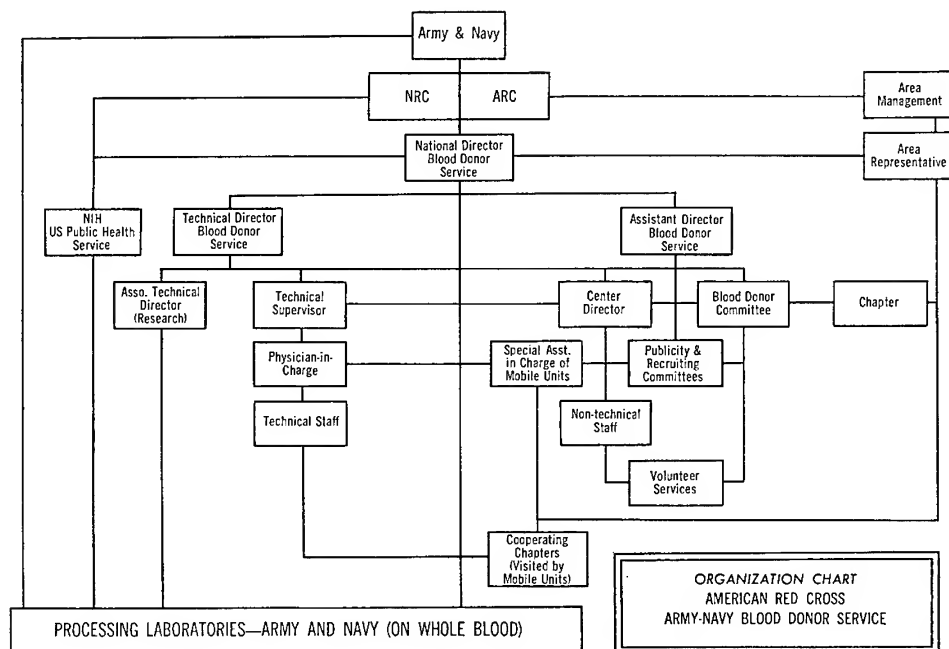 Army & Navy
NRC
ARC
Area
Management
National Director
Blood Donor
Service
Area
Representative
NIH
US Public Health
Service
Technical Director
Blood Donor
Service
Assistant Director
Blood Donor
Service
Asso. Technical
Director
(Research)
Technical
Supervisor
Center
Director
Blood Donor
Committee
Chapter
Physician-in-
Charge
Special Asst.
in Charge of
Mobile Units
Publicity &
Recruiting
Committees
Technical Staff
Non-technical
Staff
Volunteer
Services
Cooperating
Chapters
(Visited by
Mobile Units)
ORGANIZATION CHART
AMERICAN RED CROSS
ARMY-NAVY BLOOD DONOR SERVICE
PROCESSING LABORATORIES—ARMY AND NAVY (ON WHOLE BLOOD)